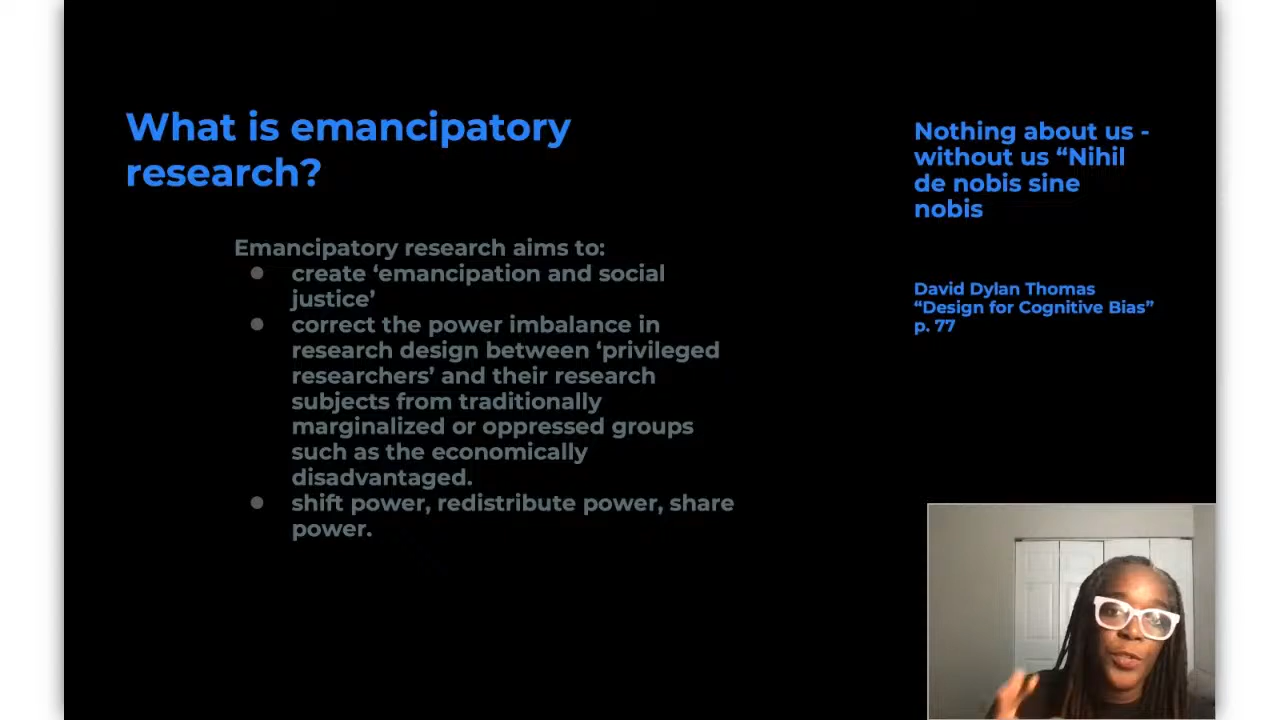 What is emancipatory
research?
Emancipatory research aims to:
● create ‘emancipation and social
justice’
● correct the power imbalance in
research design between ‘privileged
researchers’ and their research
subjects from traditionally
marginalized or oppressed groups
such as the economically
disadvantaged.
● shift power, redistribute power, share
power.
Nothing about us -
without us “Nihil
de nobis sine
nobis
David Dylan Thomas
“Design for Cognitive Bias”
p. 77